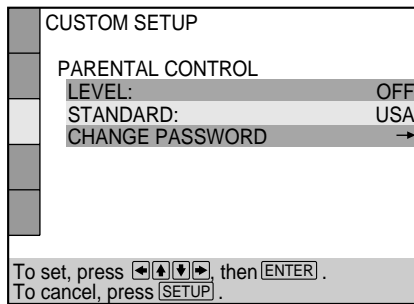 CUSTOM SETUP
PARENTAL CONTROL
LEVEL: OFF
STANDARD: USA
CHANGE PASSWORD →
To set, press ←↑↓→, then ENTER .
To cancel, press SETUP .